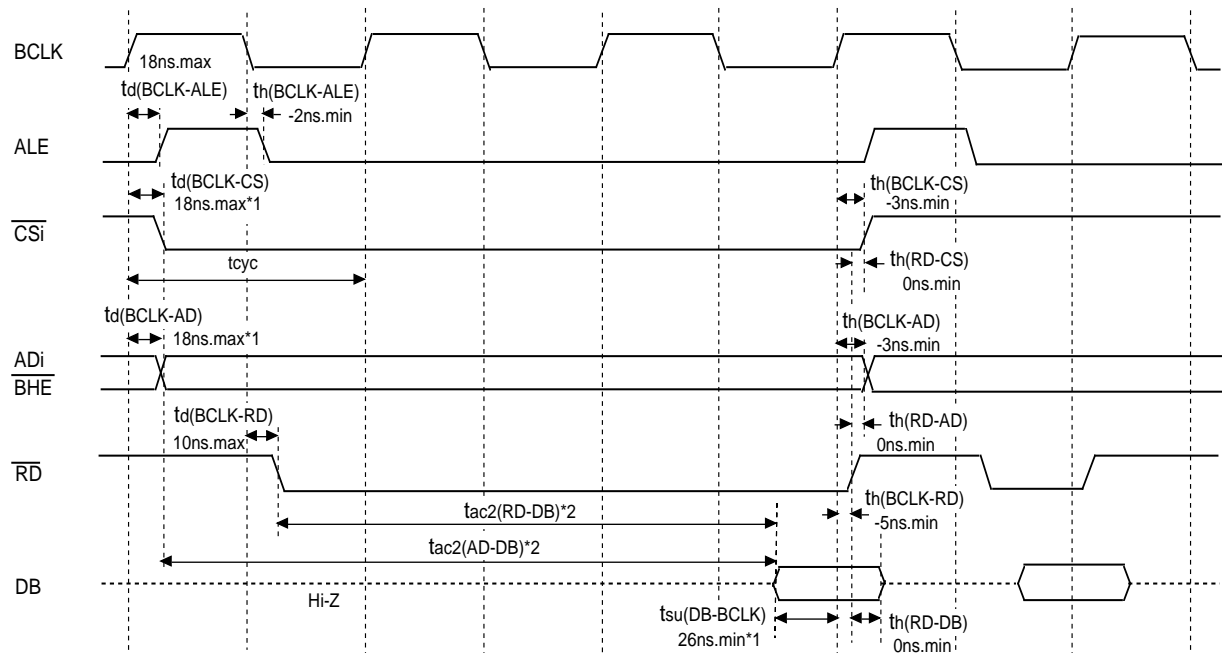 BCLK
18ns.max
td(BCLK-ALE)
th(BCLK-ALE)
-2ns.min
ALE
td(BCLK-CS)
18ns.max*1
th(BCLK-CS)
-3ns.min
CSi
tcyc
th(RD-CS)
0ns.min
td(BCLK-AD)
18ns.max*1
th(BCLK-AD)
-3ns.min
ADi
BHE
td(BCLK-RD)
10ns.max
th(RD-AD)
0ns.min
RD
tac2(RD-DB)*2
th(BCLK-RD)
-5ns.min
tac2(AD-DB)*2
DB
Hi-Z
tsu(DB-BCLK)
26ns.min*1
th(RD-DB)
0ns.min